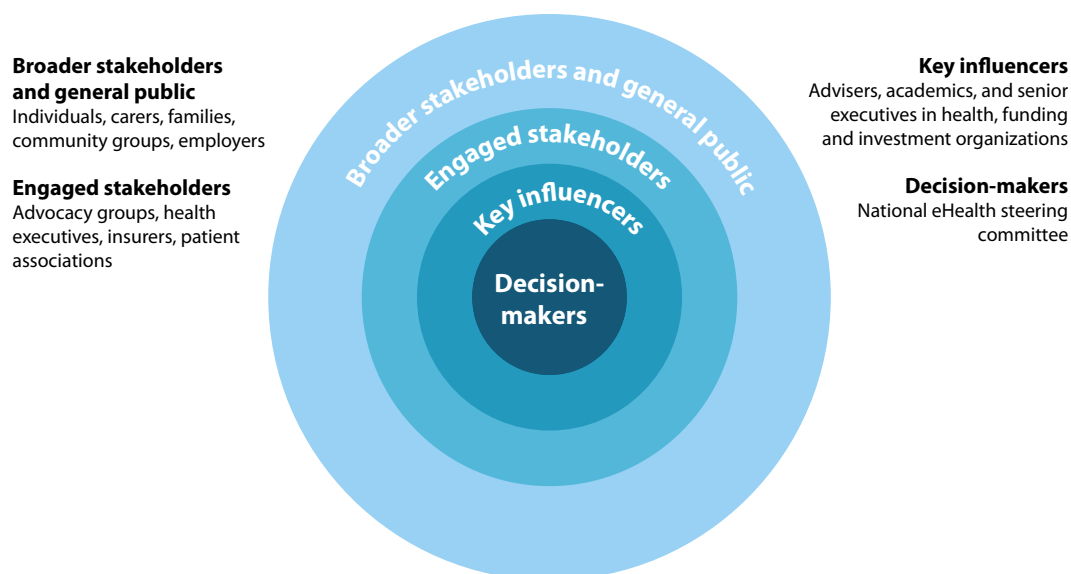 Broader stakeholders
and general public
Individuals, carers, families,
community groups, employers
Engaged stakeholders
Advocacy groups, health
executives, insurers, patient
associations
Broader stakeholders and general public
Engaged stakeholders
Key influencers
Decision-
makers
Key influencers
Advisers, academics, and senior
executives in health, funding
and investment organizations
Decision-makers
National eHealth steering
committee